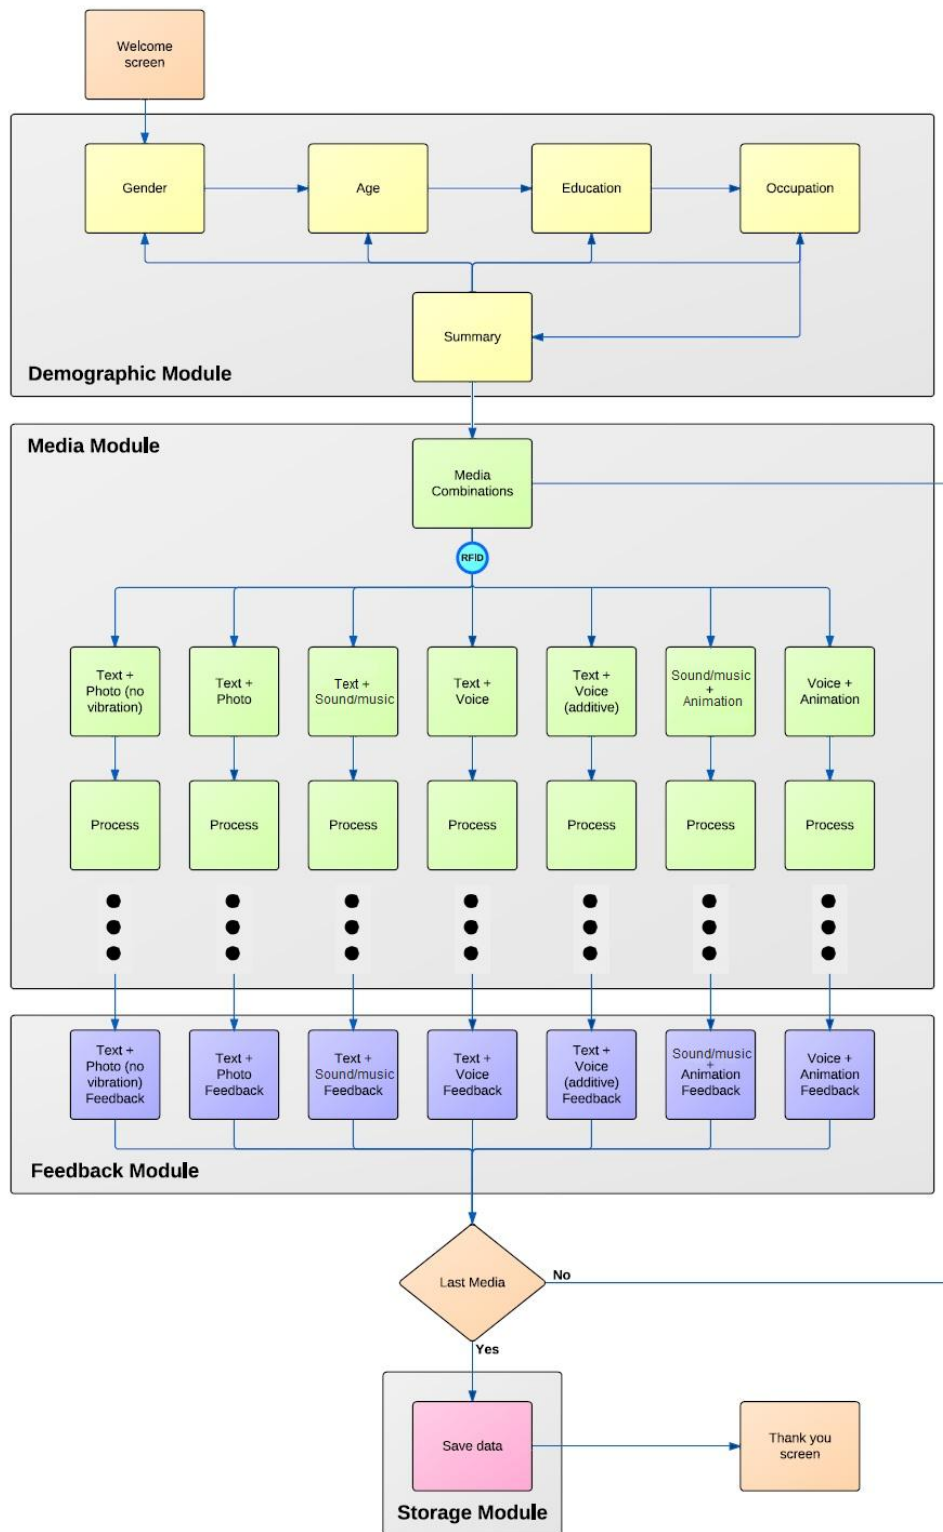 Welcome
screen
Gender
Age
Education
Occupation
Summary
Demographic Module
Media Module
Media
Combinations
RFID
Text +
Photo (no
vibration)
Text +
Photo
Text +
Sound/music
Text +
Voice
Text +
Voice
(additive)
Sound/music
+
Animation
Voice +
Animation
Process
Process
Process
Process
Process
Process
Process
Text +
Photo (no
vibration)
Feedback
Text +
Photo
Feedback
Text +
Sound/music
Feedback
Text +
Voice
Feedback
Text +
Voice
(additive)
Feedback
Sound/music
+
Animation
Feedback
Voice +
Animation
Feedback
Feedback Module
Last Media
No
Yes
Save data
Thank you
screen
Storage Module